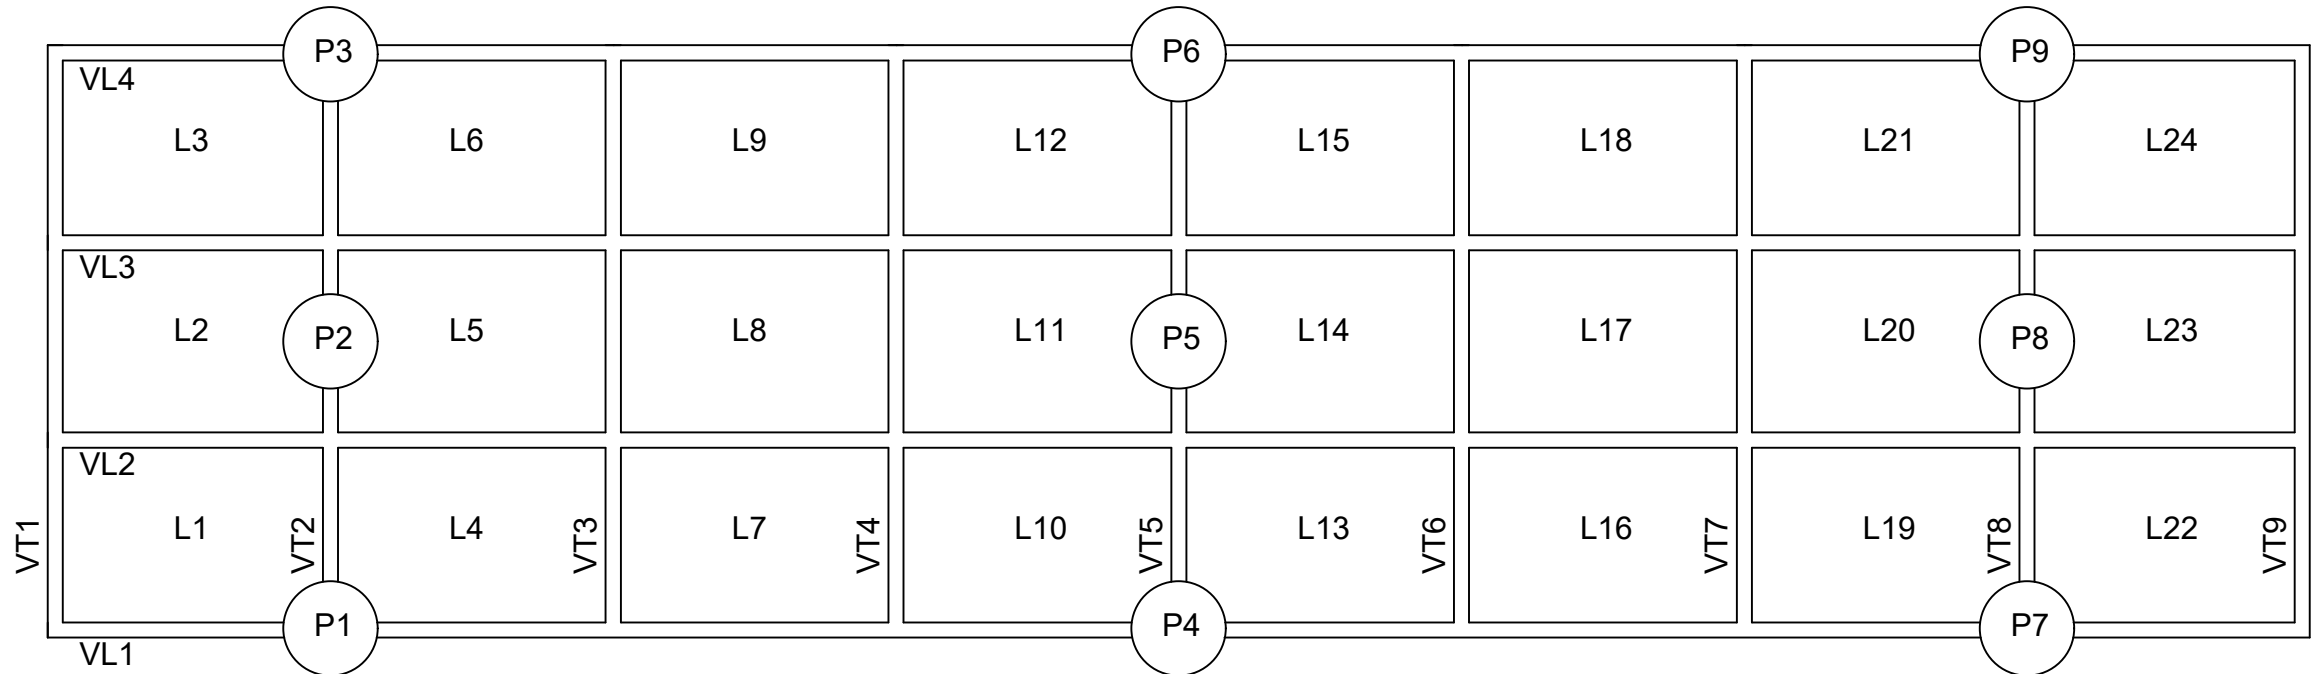 P3 P6 P9
VL4
L3 L6 L9 L12 L15 L18 L21 L24
VL3
L2 P2 L5 L8 L11 P5 L14 L17 L20 P8 L23
VL2
VT1 L1 VT2 L4 VT3 L7 VT4 L10 VT5 L13 VT6 L16 VT7 L19 VT8 L22 VT9
P1 P4 P7
VL1